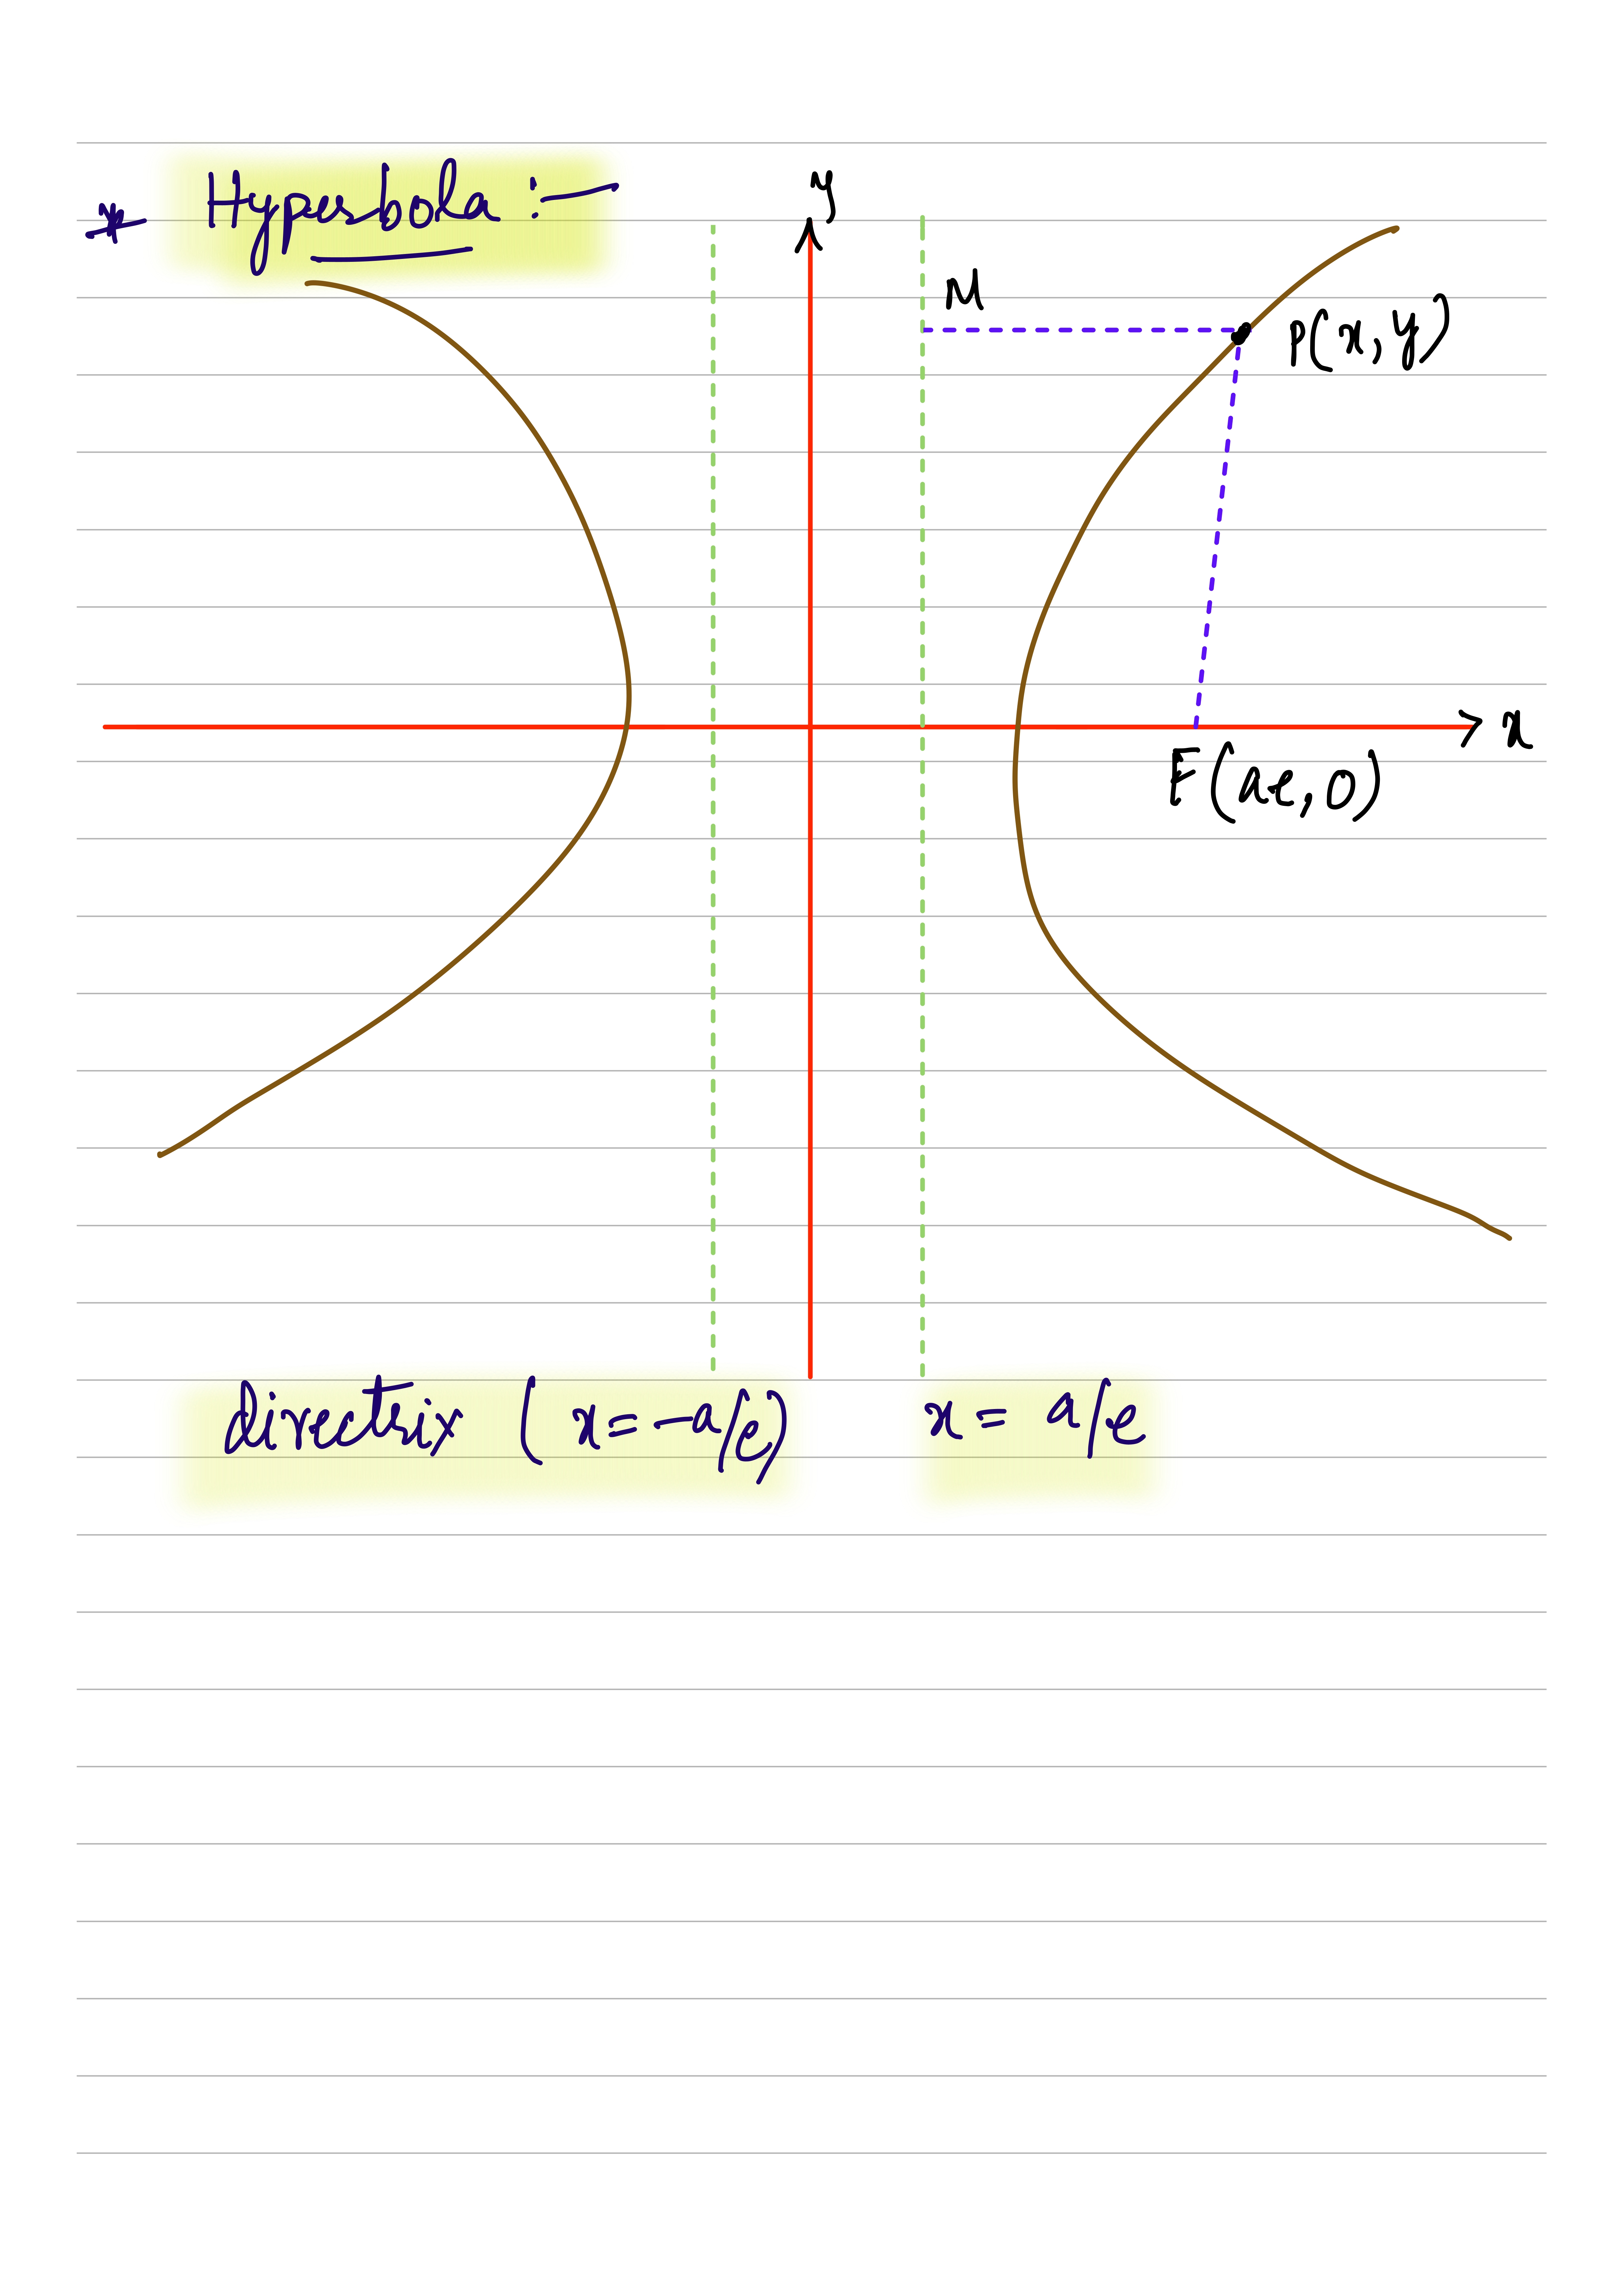 * Hyperbola :-
y
M
P(x, y)
x
F(ae, 0)
directrix ( x = -a/e) x = a/e